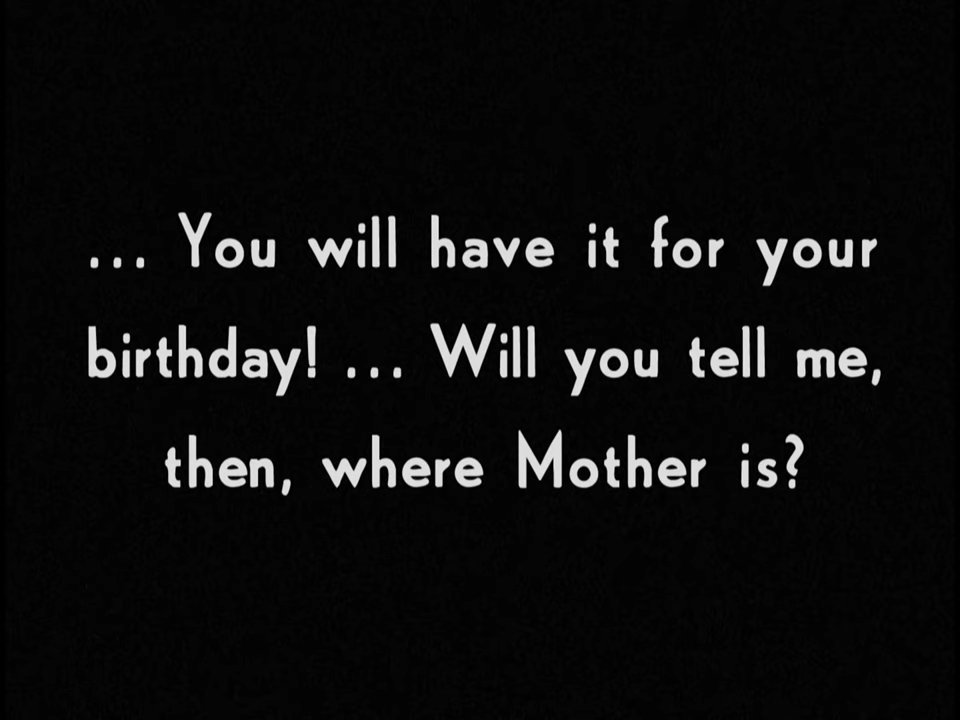 ... You will have it for your
birthday! ... Will you tell me,
then, where Mother is?